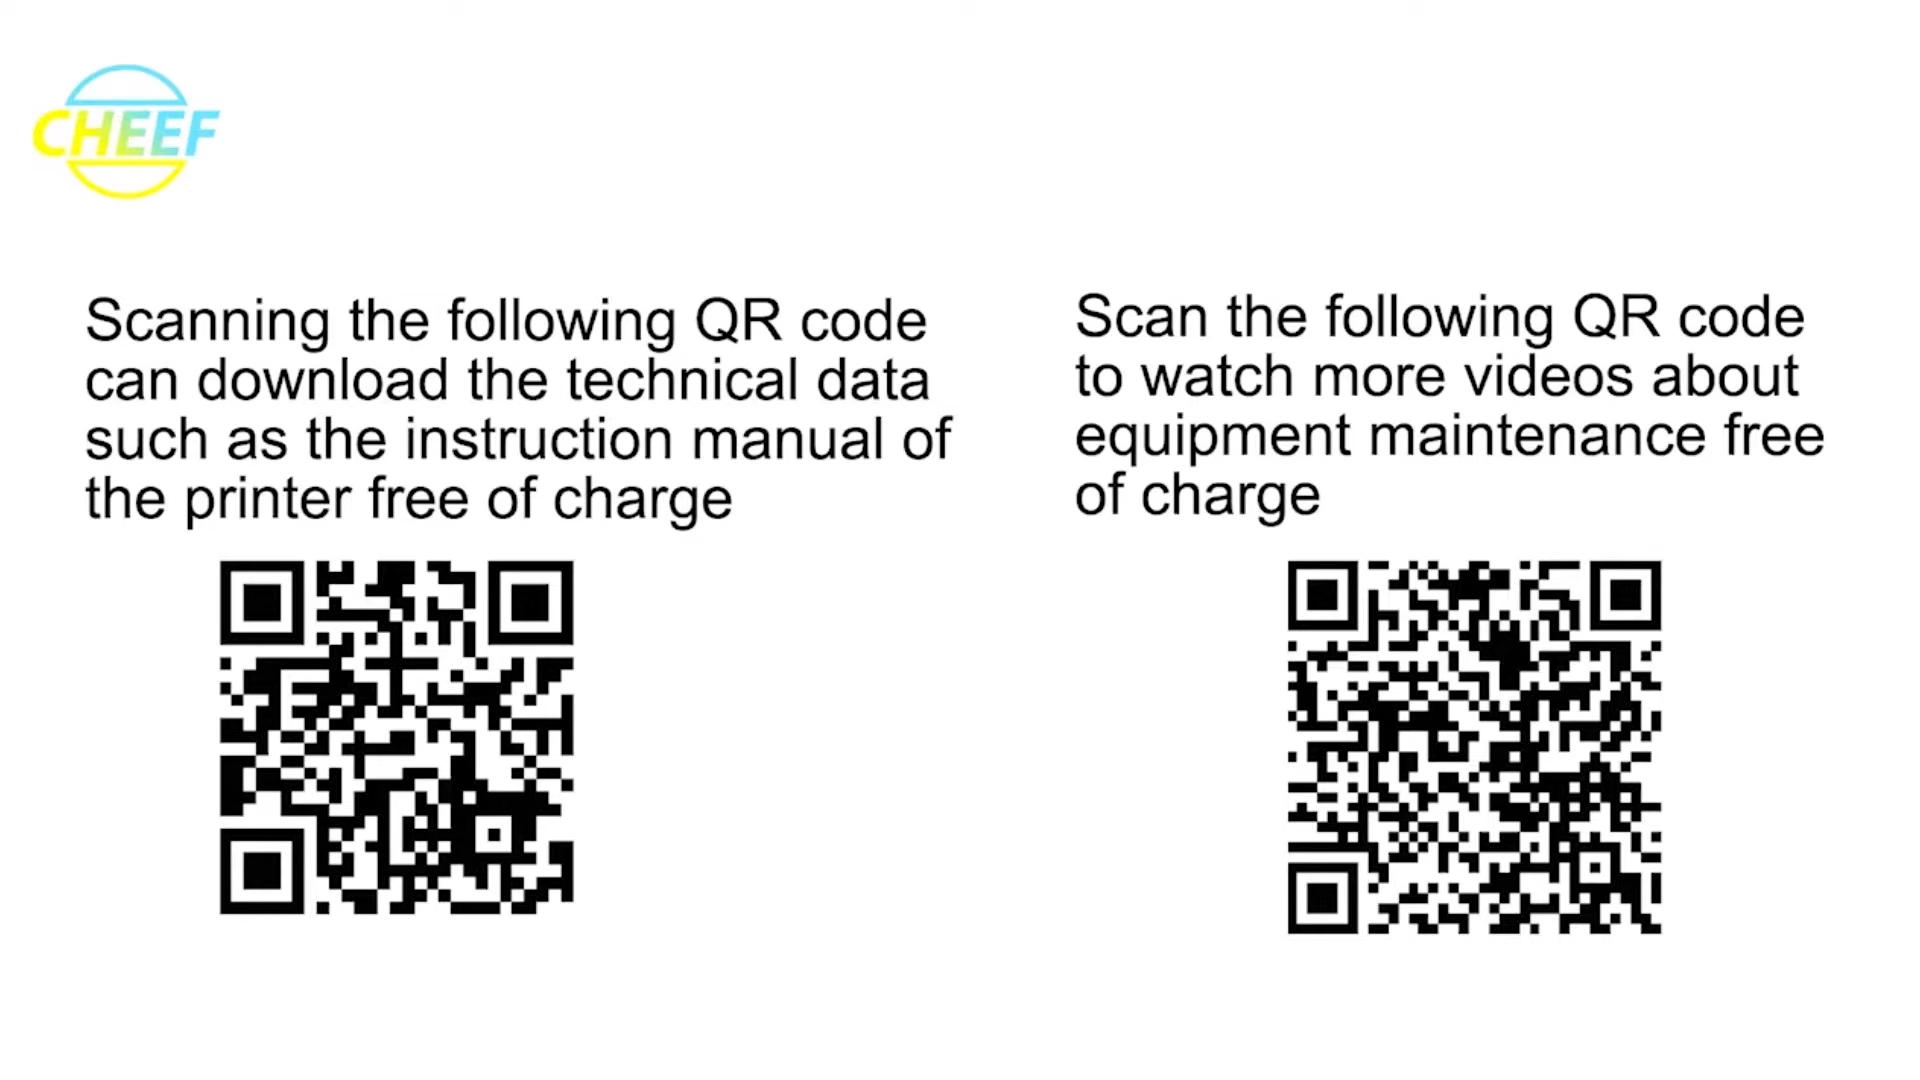 CHEEF
Scanning the following QR code
can download the technical data
such as the instruction manual of
the printer free of charge
Scan the following QR code
to watch more videos about
equipment maintenance free
of charge